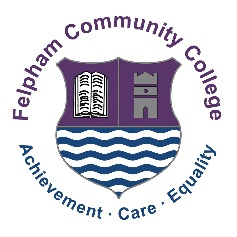 Felpham Community College
Achievement · Care · Equality